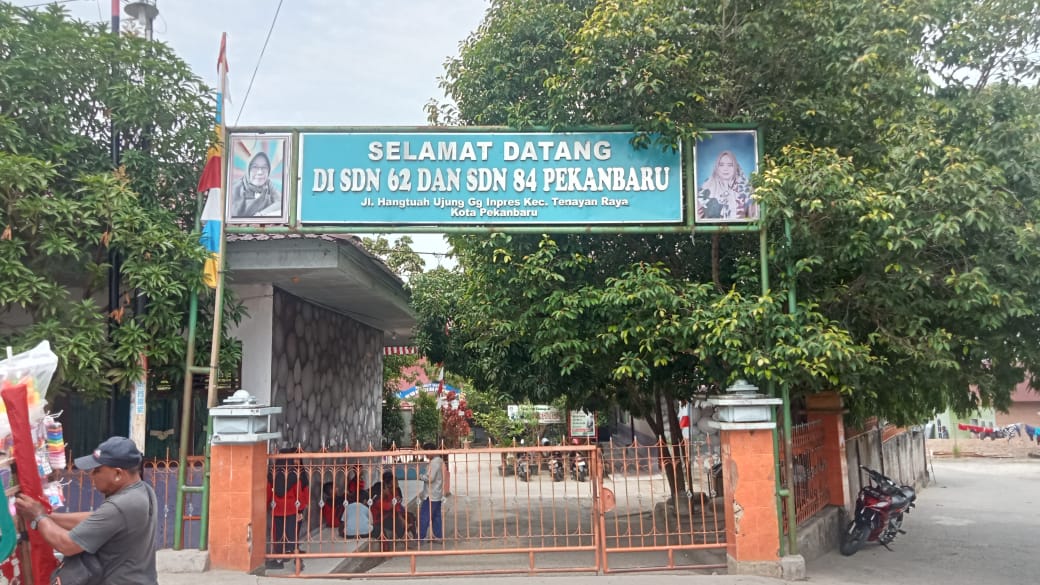 SELAMAT DATANG
DI SDN 62 DAN SDN 84 PEKANBARU
Jl. Hangtuah Ujung Gg Inpres Kec. Tenayan Raya
Kota Pekanbaru